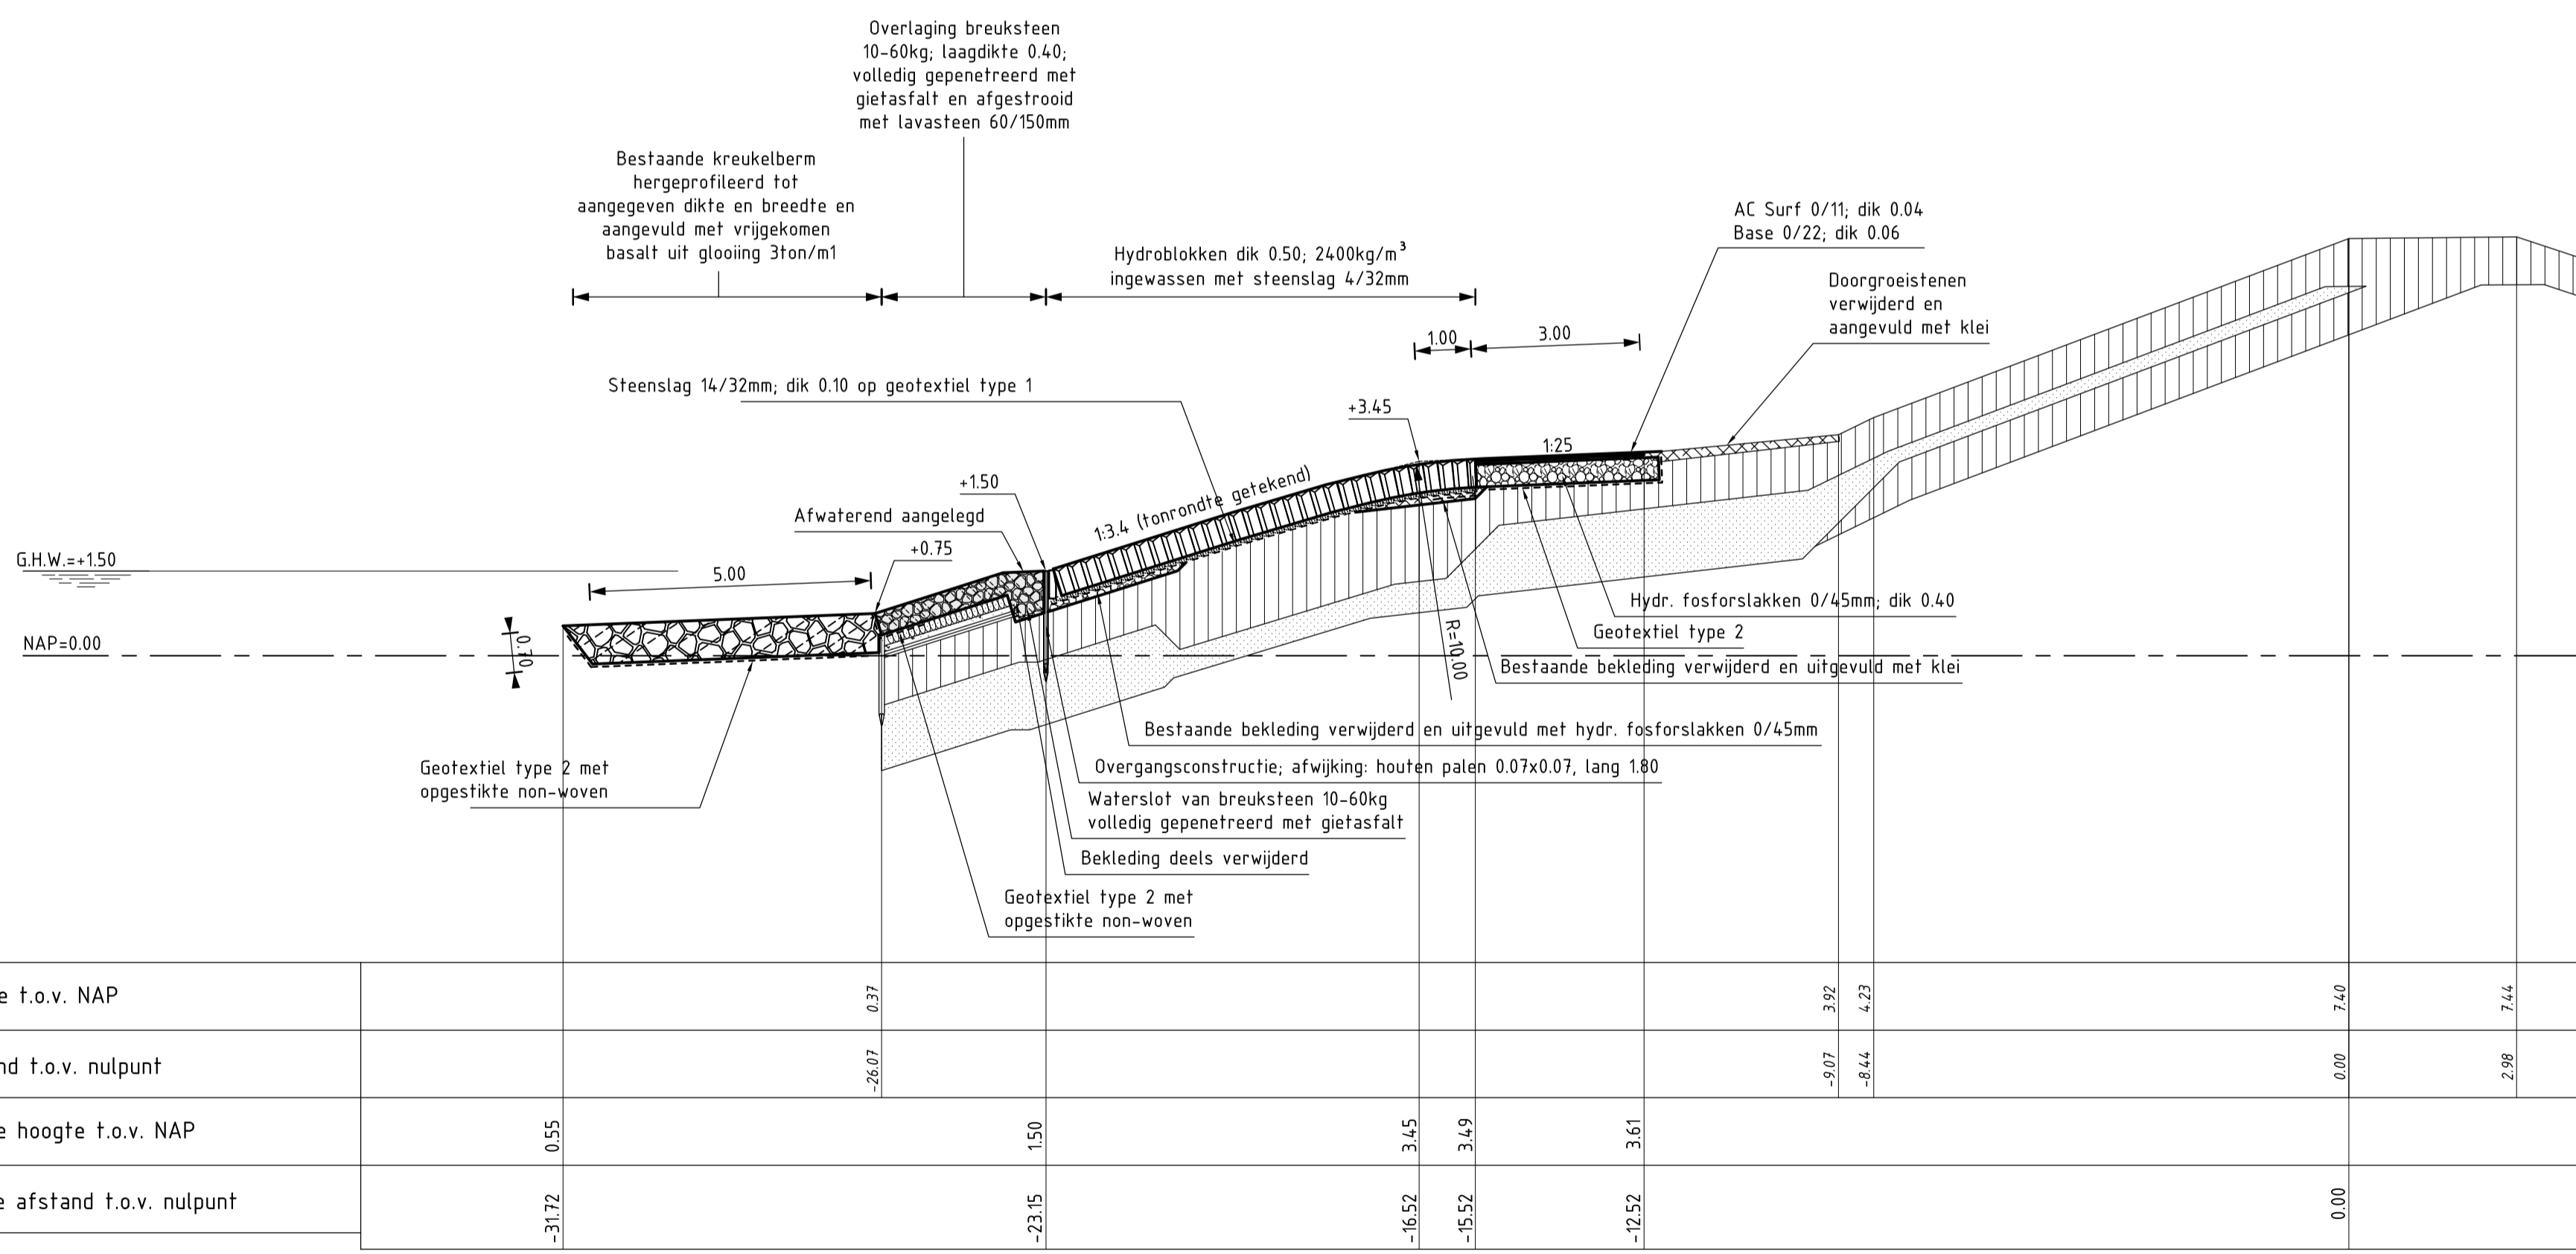 Overlaging breuksteen
10-60kg; laagdikte 0.40;
volledig gepenetreerd met
gietasfalt en afgestrooid
met lavasteen 60/150mm
Bestaande kreukelberm
hergeprofileerd tot
aangegeven dikte en breedte en
aangevuld met vrijgekomen
basalt uit glooiing 3ton/m1
Hydroblokken dik 0.50; 2400kg/m³
ingewassen met steenslag 4/32mm
AC Surf 0/11; dik 0.04
Base 0/22; dik 0.06
Doorgroeistenen
verwijderd en
aangevuld met klei
1.00
3.00
Steenslag 14/32mm; dik 0.10 op geotextiel type 1
+3.45
1:25
+1.50
1:3.4 (tonrondte getekend)
Afwaterend aangelegd
+0.75
G.H.W.=+1.50
5.00
NAP=0.00
0.70
R=10.00
Hydr. fosforslakken 0/45mm; dik 0.40
Geotextiel type 2
Bestaande bekleding verwijderd en uitgevuld met klei
Bestaande bekleding verwijderd en uitgevuld met hydr. fosforslakken 0/45mm
Overgangsconstructie; afwijking: houten palen 0.07x0.07, lang 1.80
Geotextiel type 2 met
opgestikte non-woven
Waterslot van breuksteen 10-60kg
volledig gepenetreerd met gietasfalt
Bekleding deels verwijderd
Geotextiel type 2 met
opgestikte non-woven
e t.o.v. NAP
0.37
3.92
4.23
7.40
7.44
nd t.o.v. nulpunt
-26.07
-9.07
-8.44
0.00
2.98
e hoogte t.o.v. NAP
0.55
1.50
3.45
3.49
3.61
e afstand t.o.v. nulpunt
-31.72
-23.15
-16.52
-15.52
-12.52
0.00